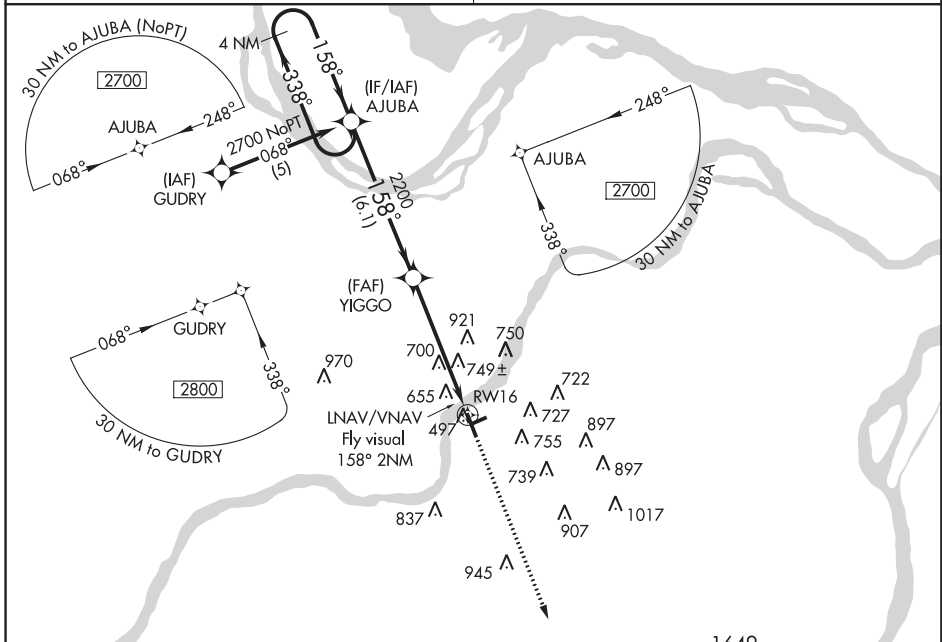 30 NM to AJUBA (NoPT)
2700
AJUBA
248°
068°
4 NM
158°
338°
(IF/IAF)
AJUBA
2700 NoPT
068°
(5)
(IAF)
GUDRY
2200
158°
(6.1)
248°
AJUBA
2700
338°
30 NM to AJUBA
(FAF)
YIGGO
068°
GUDRY
338°
2800
30 NM to GUDRY
921
750
700
749±
970
655
RW16
722
LNAV/VNAV
Fly visual
158° 2NM
497
727
897
755
739
897
837
1017
907
945
1649